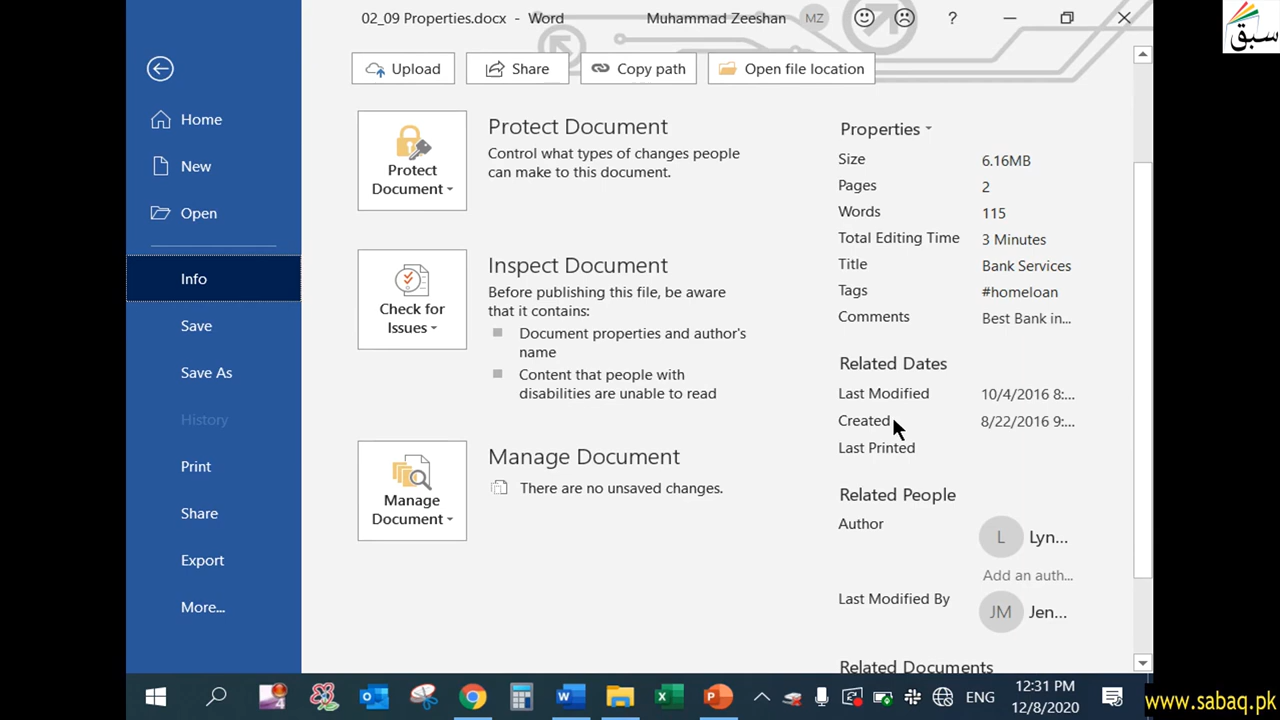 02_09 Properties.docx - Word
Muhammad Zeeshan
MZ
?
سبق
Upload
Share
Copy path
Open file location
Home
New
Open
Info
Save
Save As
History
Print
Share
Export
More...
Protect Document
Protect Document
Control what types of changes people
can make to this document.
Check for Issues
Inspect Document
Before publishing this file, be aware
that it contains:
Document properties and author's
name
Content that people with
disabilities are unable to read
Manage Document
Manage Document
There are no unsaved changes.
Properties
Size 6.16MB
Pages 2
Words 115
Total Editing Time 3 Minutes
Title Bank Services
Tags #homeloan
Comments Best Bank in...
Related Dates
Last Modified 10/4/2016 8:...
Created 8/22/2016 9:...
Last Printed
Related People
Author
L Lyn...
Add an auth...
Last Modified By
JM Jen...
Related Documents
4
ENG
12:31 PM
12/8/2020
www.sabaq.pk